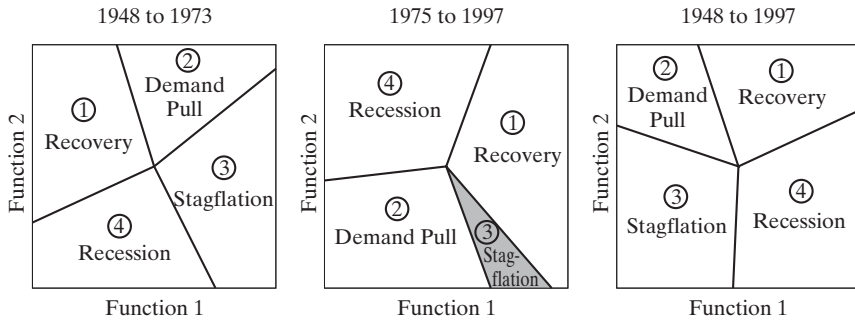 1948 to 1973
Function 2
①
Recovery
②
Demand
Pull
③
Stagflation
④
Recession
Function 1
1975 to 1997
Function 2
④
Recession
①
Recovery
②
Demand Pull
③
Stag-
flation
Function 1
1948 to 1997
Function 2
②
Demand
Pull
①
Recovery
③
Stagflation
④
Recession
Function 1